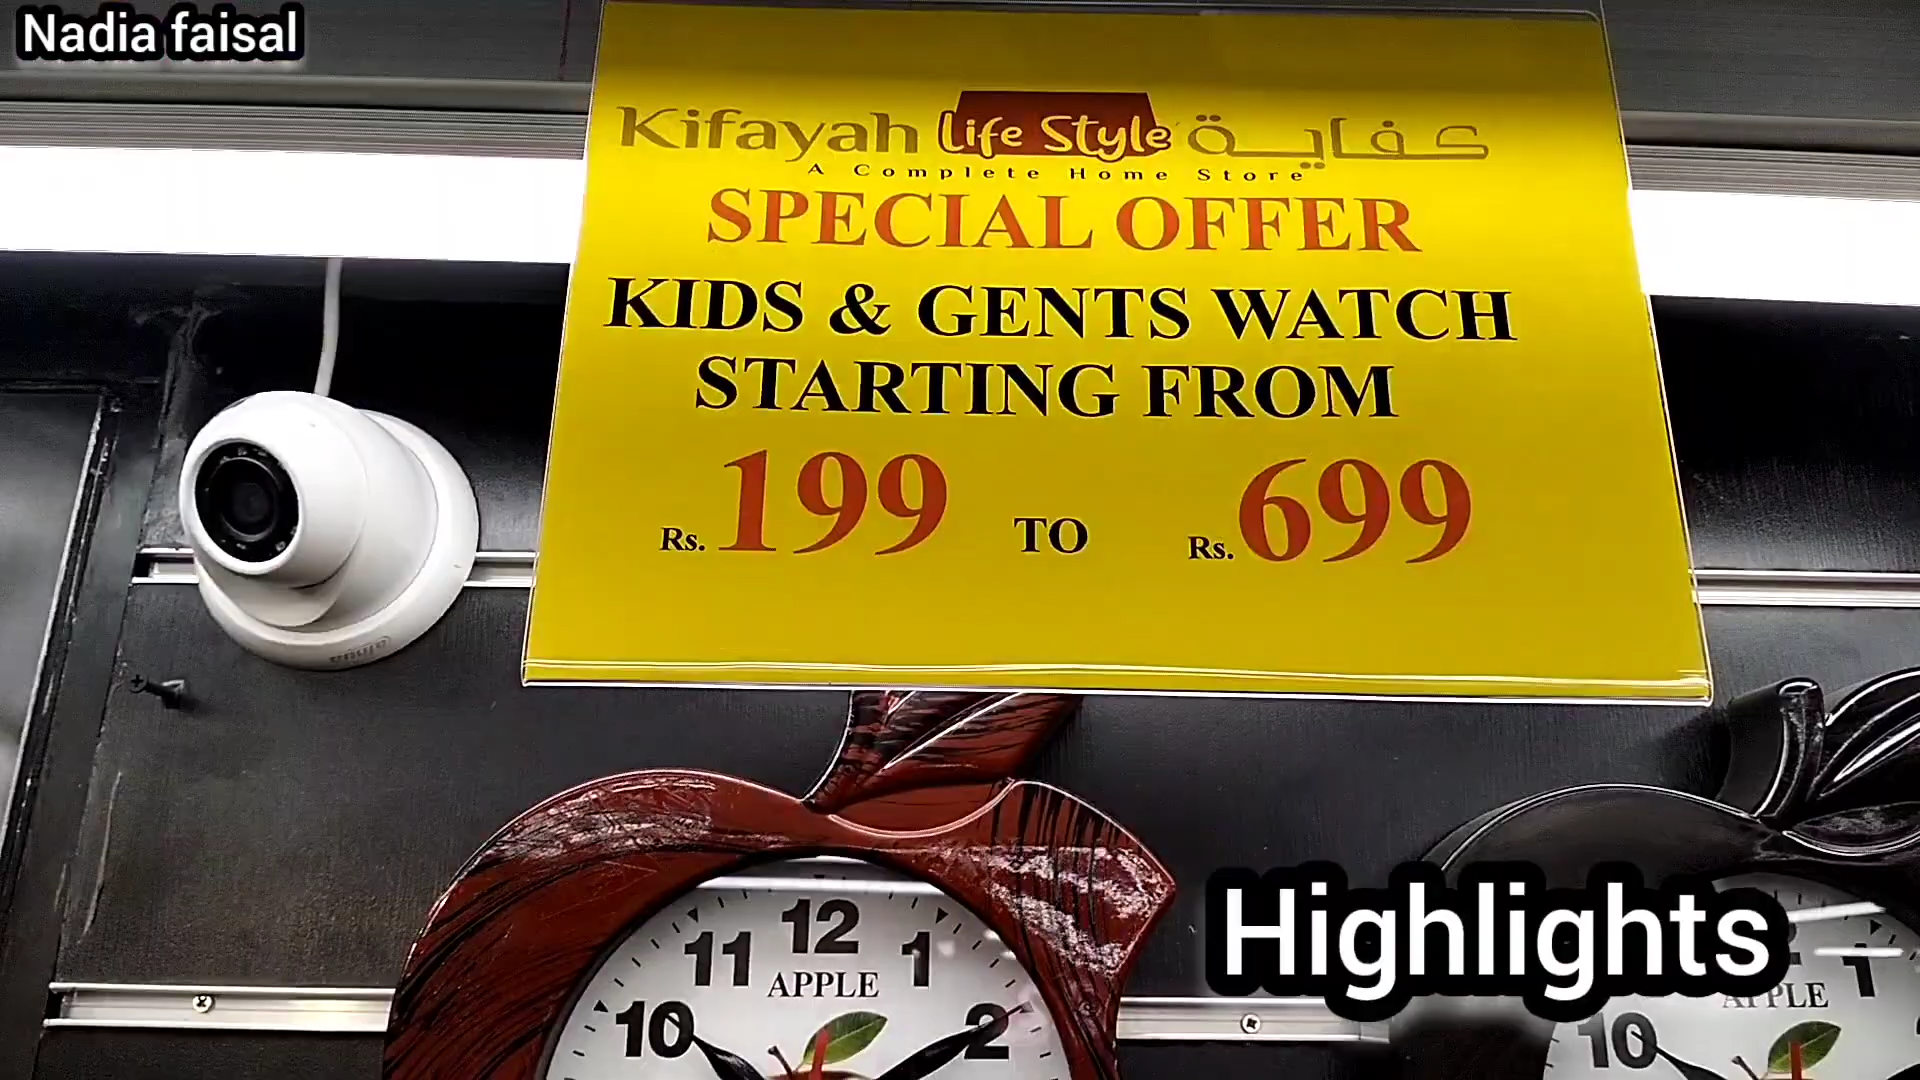 Nadia faisal
Kifayah Life Style كفاية
A Complete Home Store
SPECIAL OFFER
KIDS & GENTS WATCH
STARTING FROM
Rs. 199 TO Rs. 699
12
11 1
APPLE
10 2
Highlights
1
APPLE
10